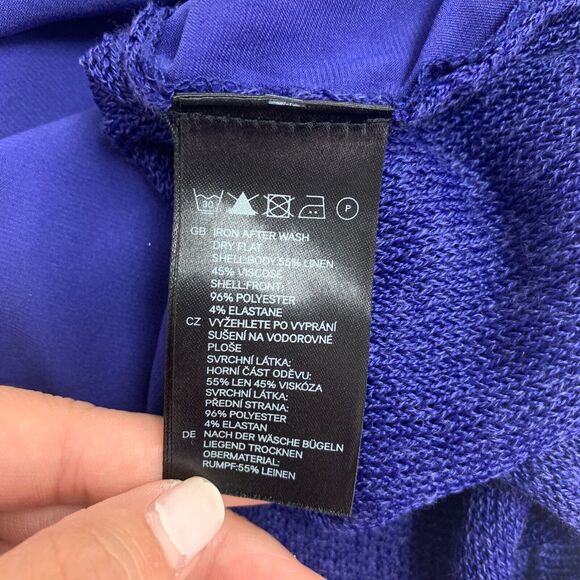 30 P
GB: IRON AFTER WASH
DRY FLAT
SHELL:BODY:55% LINEN
45% VISCOSE
SHELL:FRONT:
96% POLYESTER
4% ELASTANE
CZ VYŽEHLETE PO VYPRÁNÍ
SUŠENÍ NA VODOROVNÉ
PLOŠE
SVRCHNÍ LÁTKA:
HORNÍ ČÁST ODĚVU:
55% LEN 45% VISKÓZA
SVRCHNÍ LÁTKA:
PŘEDNÍ STRANA:
96% POLYESTER
4% ELASTAN
DE NACH DER WÄSCHE BÜGELN
LIEGEND TROCKNEN
OBERMATERIAL:
RUMPF:55% LEINEN